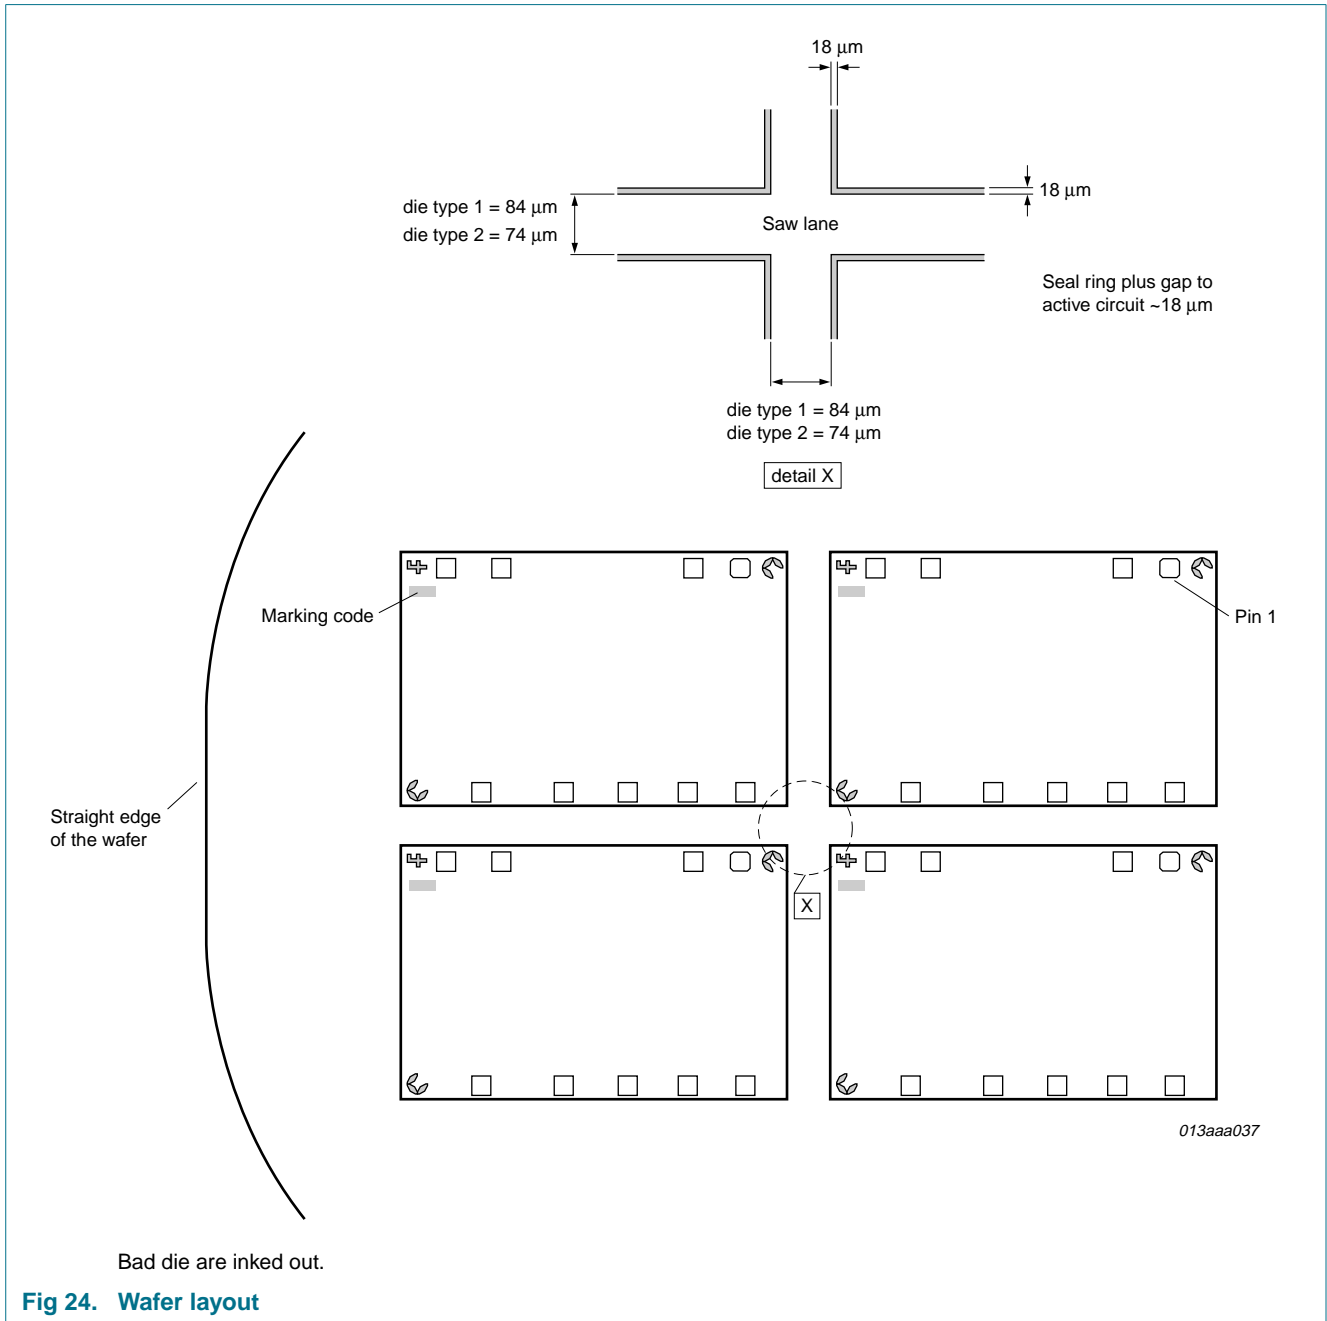 18 μm
18 μm
die type 1 = 84 μm
die type 2 = 74 μm
Saw lane
Seal ring plus gap to
active circuit ~18 μm
die type 1 = 84 μm
die type 2 = 74 μm
detail X
Marking code
Pin 1
Straight edge
of the wafer
X
013aaa037
Bad die are inked out.
Fig 24. Wafer layout